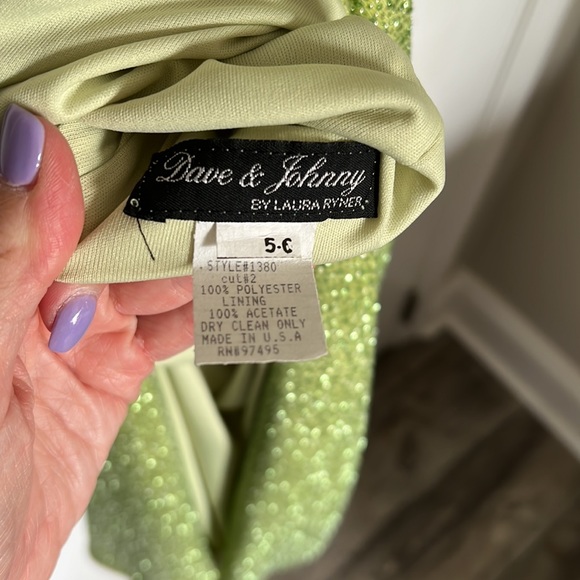 Dave & Johnny
BY LAURA RYNER
5-6
STYLE#1380
cut#2
100% POLYESTER
LINING
100% ACETATE
DRY CLEAN ONLY
MADE IN U.S.A
RN#97495